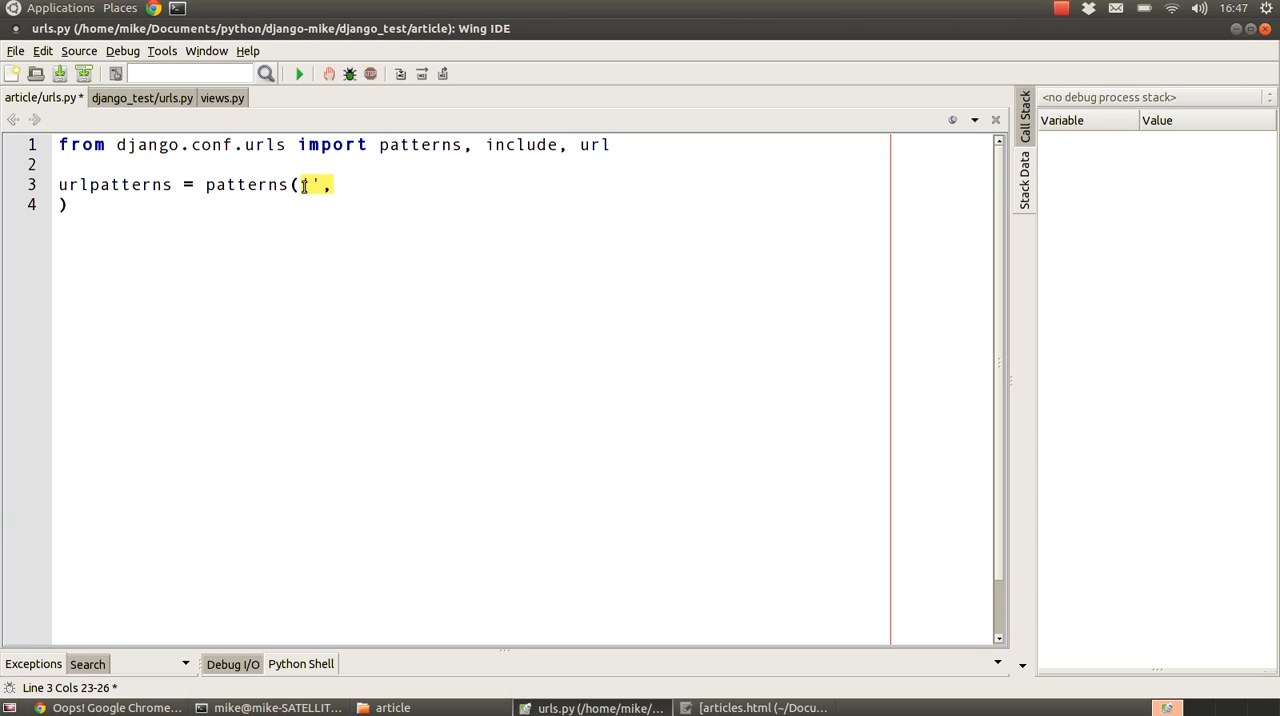 Applications Places 16:47
urls.py (/home/mike/Documents/python/django-mike/django_test/article): Wing IDE
File Edit Source Debug Tools Window Help
article/urls.py * django_test/urls.py views.py
<no debug process stack>
Variable Value
Call Stack
Stack Data
1 from django.conf.urls import patterns, include, url
2
3 urlpatterns = patterns('',
4 )
Exceptions Search Debug I/O Python Shell
Line 3 Cols 23-26 *
Oops! Google Chrome... mike@mike-SATELLIT... article urls.py (/home/mike/... [articles.html (~/Docu...